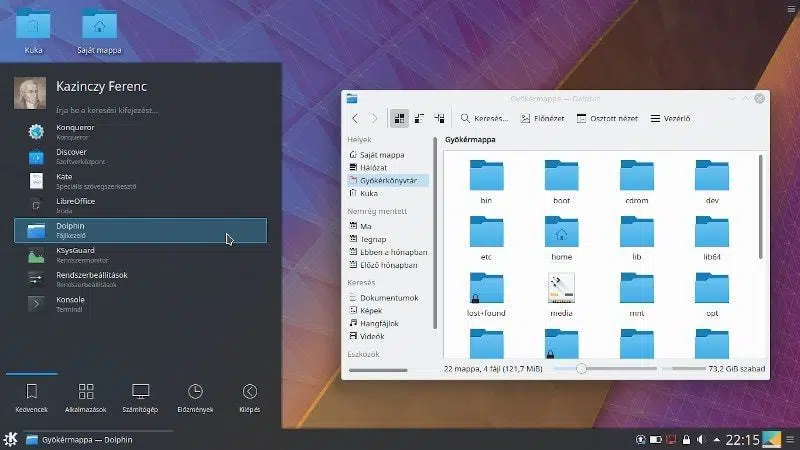 Kuka
Saját mappa
Kazinczy Ferenc
Írja be a keresési kifejezést...
Konqueror
Konqueror
Discover
Szoftverközpont
Kate
Speciális szövegszerkesztő
LibreOffice
Iroda
Dolphin
Fájlkezelő
KSysGuard
Rendszermonitor
Rendszerbeállítások
Rendszerbeállítások
Konsole
Terminál
Kedvencek
Alkalmazások
Számítógép
Előzmények
Kilépés
Gyökérmappa — Dolphin
Keresés...
Előnézet
Osztott nézet
Vezérlő
Helyek
Saját mappa
Hálózat
Gyökérkönyvtár
Kuka
Nemrég mentett
Ma
Tegnap
Ebben a hónapban
Előző hónapban
Keresés
Dokumentumok
Képek
Hangfájlok
Videók
Eszközök
Gyökérmappa
bin
boot
cdrom
dev
etc
home
lib
lib64
lost+found
media
mnt
opt
22 mappa, 4 fájl (121,7 MiB)
73,2 GiB szabad
Gyökérmappa — Dolphin
22:15